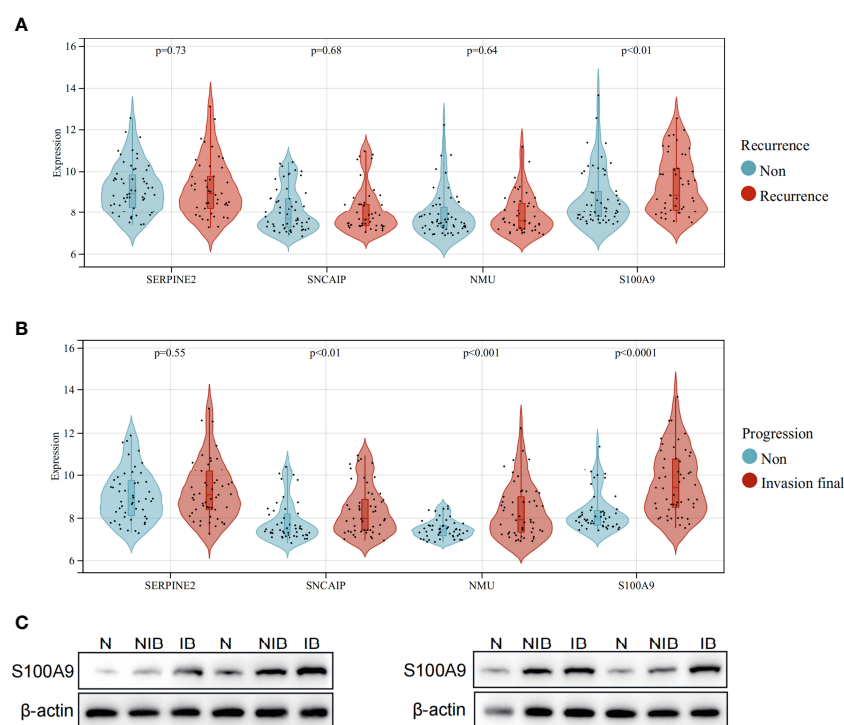 A
16
14
12
10
8
6
Expression
p=0.73
p=0.68
p=0.64
p<0.01
SERPINE2
SNCAIP
NMU
S100A9
Recurrence
Non
Recurrence
B
16
14
12
10
8
6
Expression
p=0.55
p<0.01
p<0.001
p<0.0001
SERPINE2
SNCAIP
NMU
S100A9
Progression
Non
Invasion final
C
N NIB IB N NIB IB
S100A9
β-actin
N NIB IB N NIB IB
S100A9
β-actin